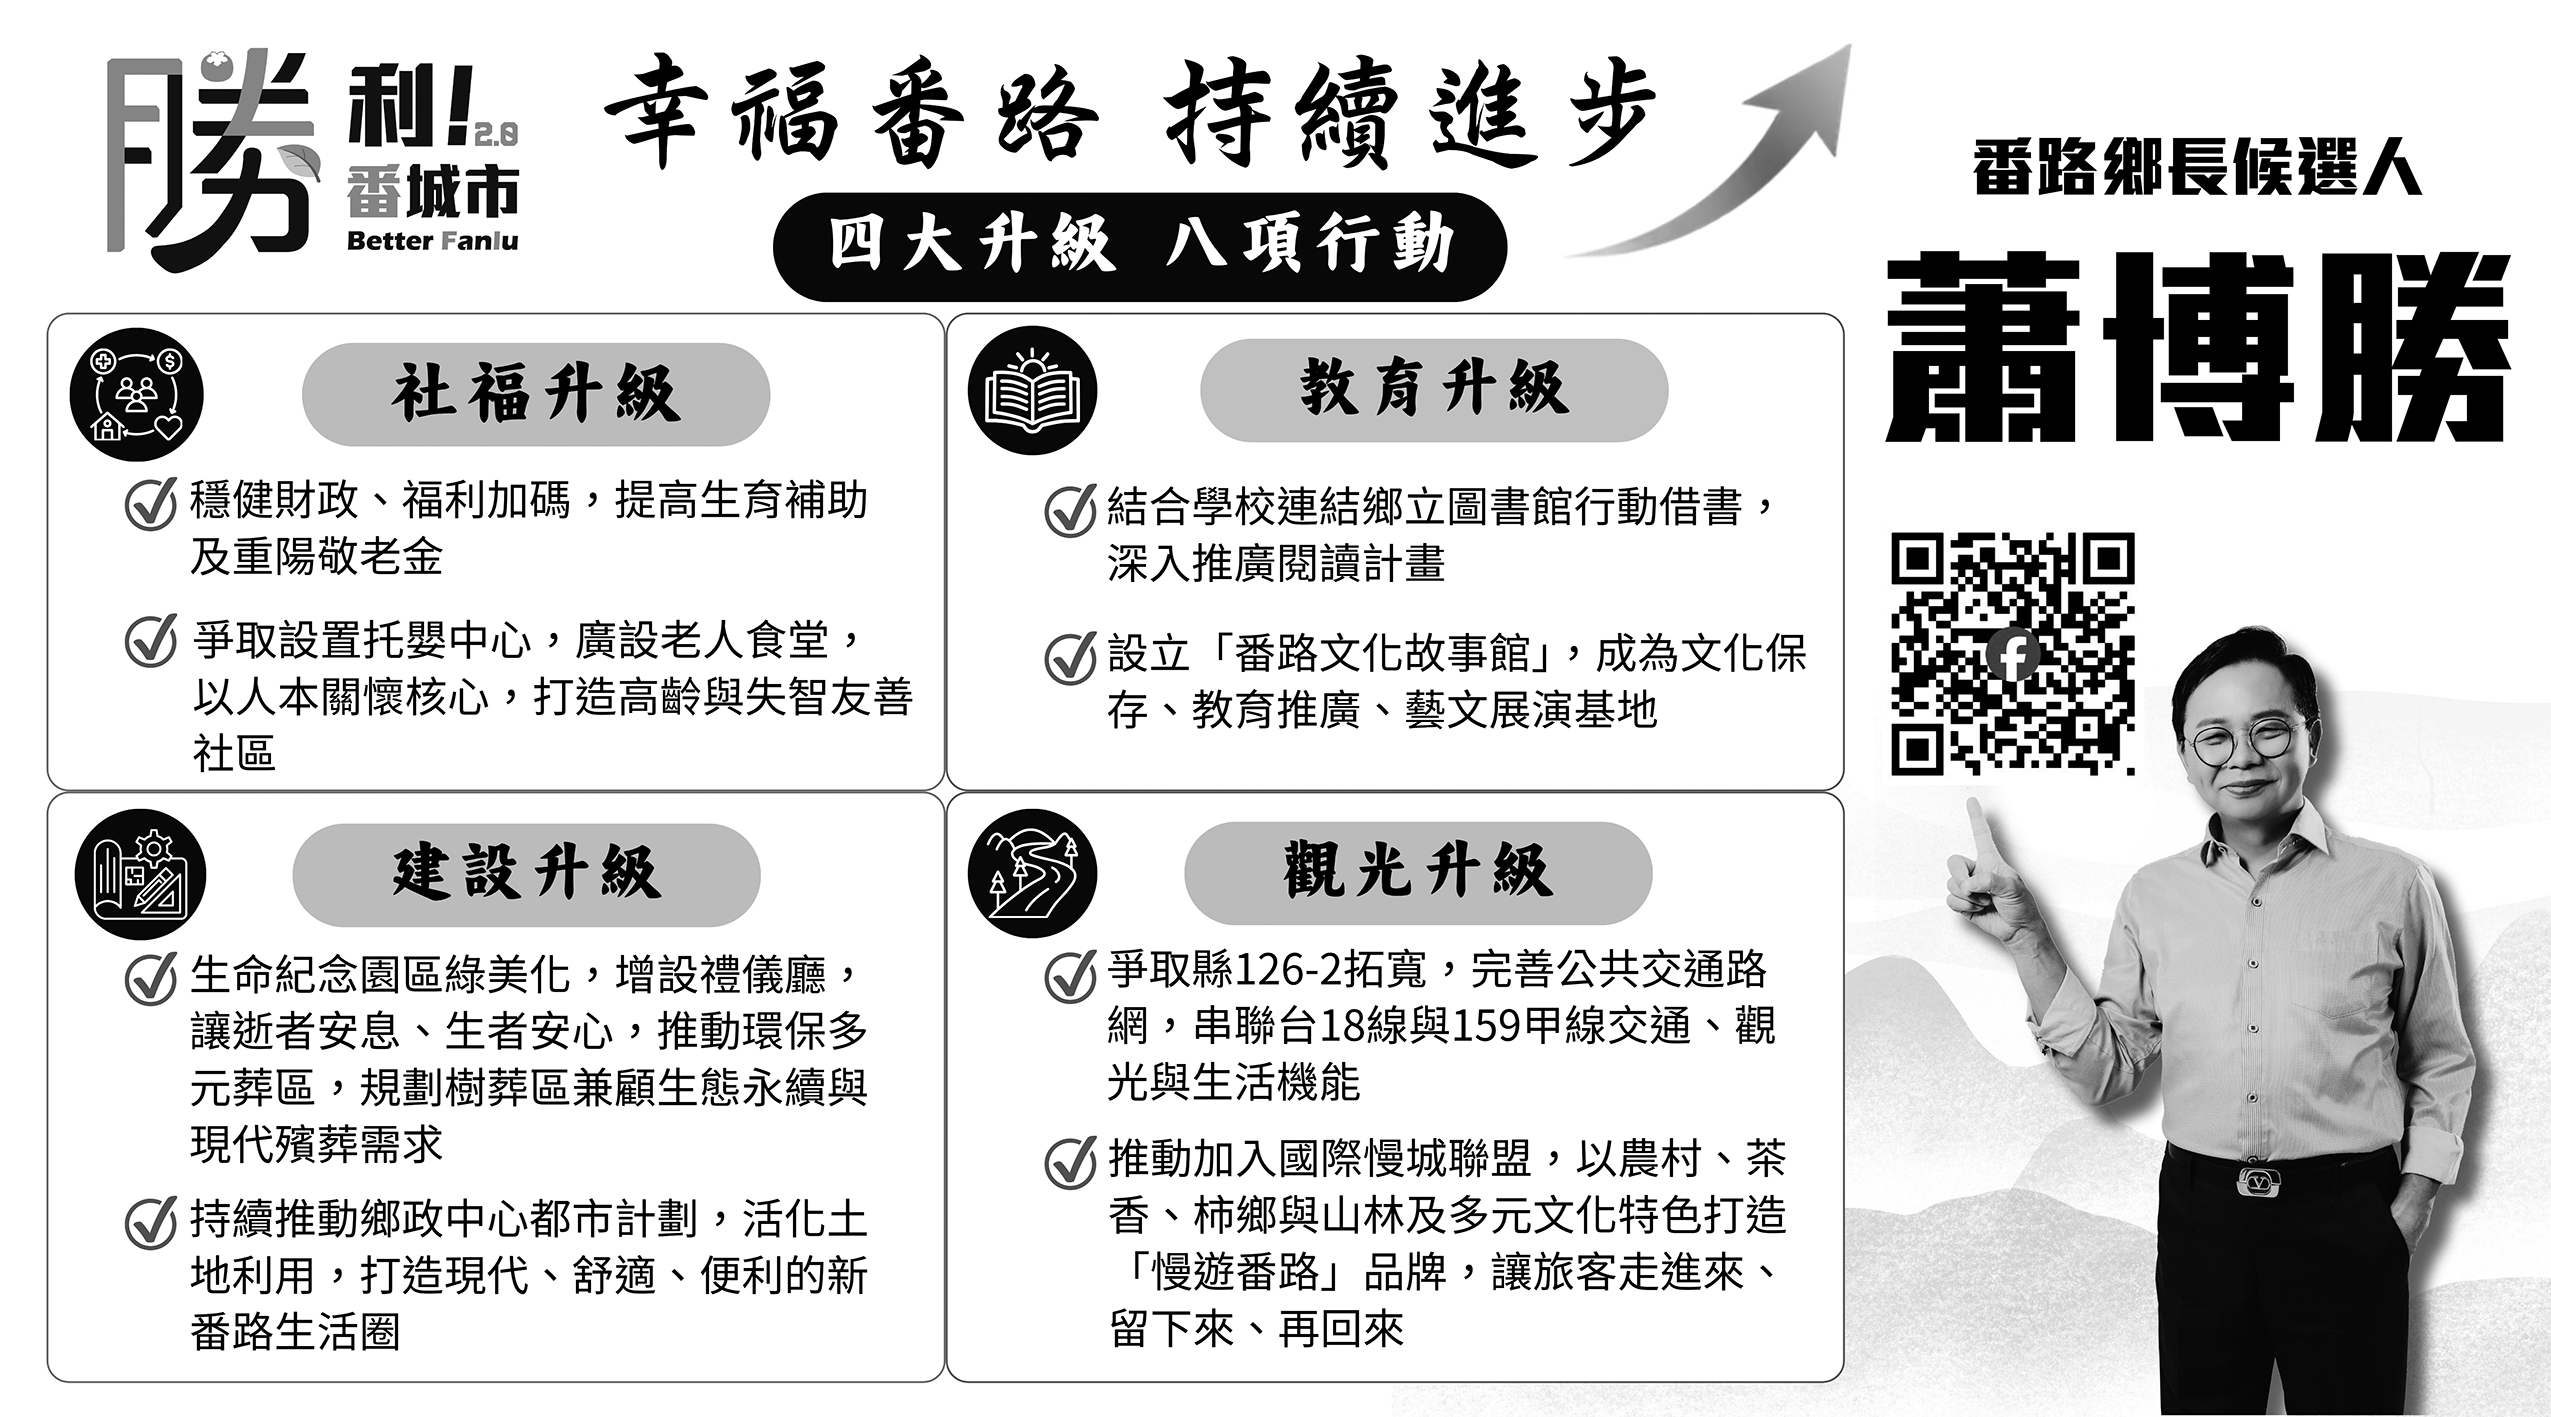 勝利!2.0
番城市
Better Fanlu
幸福番路 持續進步
四大升級 八項行動
番路鄉長候選人
蕭博勝
社福升級
穩健財政、福利加碼，提高生育補助
及重陽敬老金
爭取設置托嬰中心，廣設老人食堂，
以人本關懷核心，打造高齡與失智友善
社區
教育升級
結合學校連結鄉立圖書館行動借書，
深入推廣閱讀計畫
設立「番路文化故事館」，成為文化保
存、教育推廣、藝文展演基地
建設升級
生命紀念園區綠美化，增設禮儀廳，
讓逝者安息、生者安心，推動環保多
元葬區，規劃樹葬區兼顧生態永續與
現代殯葬需求
持續推動鄉政中心都市計劃，活化土
地利用，打造現代、舒適、便利的新
番路生活圈
觀光升級
爭取縣126-2拓寬，完善公共交通路
網，串聯台18線與159甲線交通、觀
光與生活機能
推動加入國際慢城聯盟，以農村、茶
香、柿鄉與山林及多元文化特色打造
「慢遊番路」品牌，讓旅客走進來、
留下來、再回來